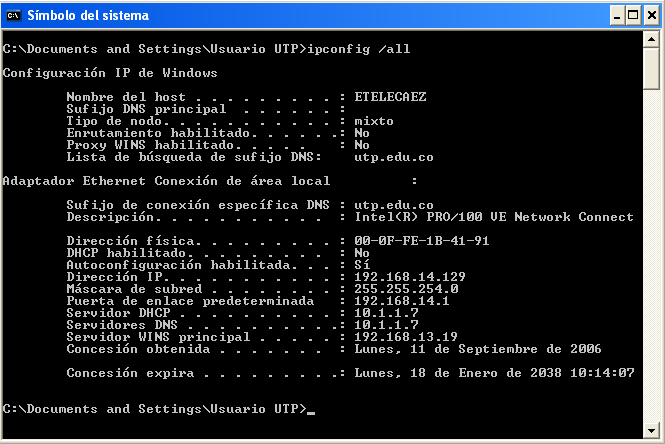 Símbolo del sistema
C:\Documents and Settings\Usuario UTP>ipconfig /all
Configuración IP de Windows
Nombre del host . . . . . . . . . : ETELECAEZ
Sufijo DNS principal . . . . . . :
Tipo de nodo. . . . . . . . . . . : mixto
Enrutamiento habilitado. . . . . .: No
Proxy WINS habilitado. . . . . : No
Lista de búsqueda de sufijo DNS: utp.edu.co
Adaptador Ethernet Conexión de área local :
Sufijo de conexión específica DNS : utp.edu.co
Descripción. . . . . . . . . . . : Intel(R) PRO/100 VE Network Connect
Dirección física. . . . . . . . . : 00-0F-FE-1B-41-91
DHCP habilitado. . . . . . . . . : No
Autoconfiguración habilitada. . . : Sí
Dirección IP. . . . . . . . . . . : 192.168.14.129
Máscara de subred . . . . . . . . : 255.255.254.0
Puerta de enlace predeterminada : 192.168.14.1
Servidor DHCP . . . . . . . . . . : 10.1.1.7
Servidores DNS . . . . . . . . . .: 10.1.1.7
Servidor WINS principal . . . . . : 192.168.13.19
Concesión obtenida . . . . . . . : Lunes, 11 de Septiembre de 2006
Concesión expira . . . . . . . . .: Lunes, 18 de Enero de 2038 10:14:07
C:\Documents and Settings\Usuario UTP>_